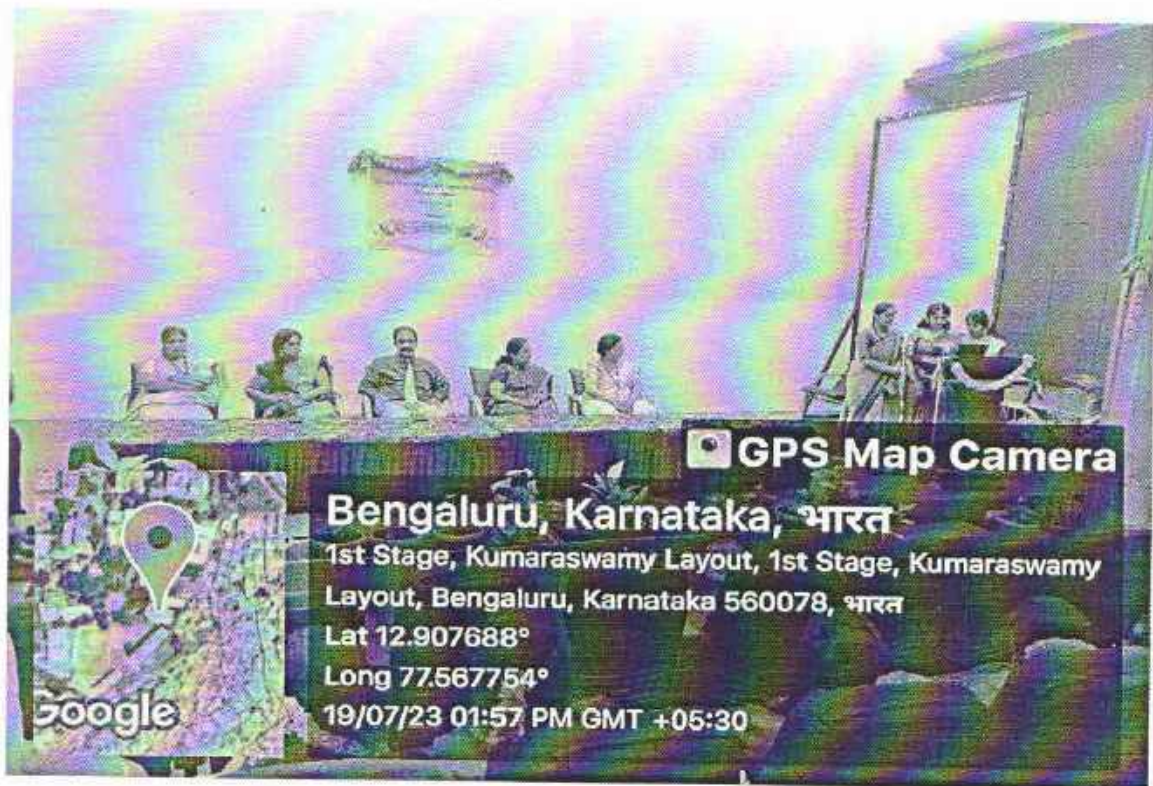 GPS Map Camera
Bengaluru, Karnataka, भारत
1st Stage, Kumaraswamy Layout, 1st Stage, Kumaraswamy
Layout, Bengaluru, Karnataka 560078, भारत
Lat 12.907688°
Long 77.567754°
19/07/23 01:57 PM GMT +05:30
Google